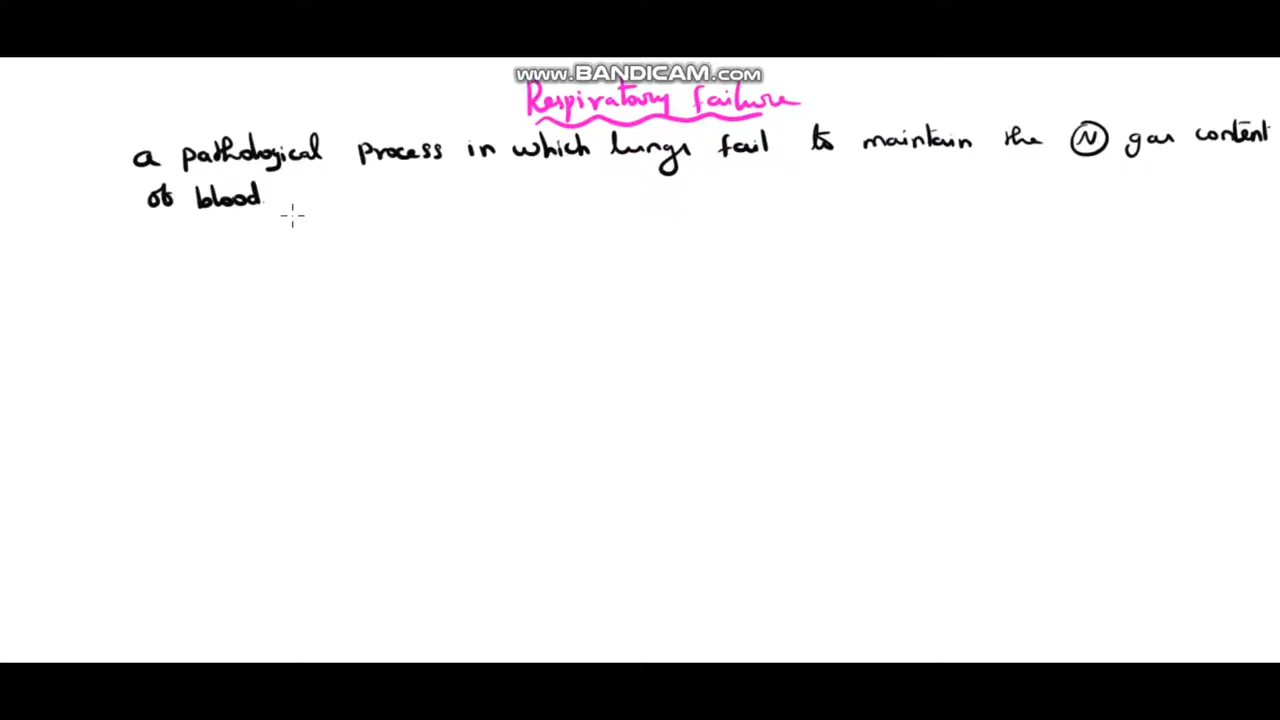 www.BANDICAM.com
Respiratory failure
a pathological process in which lungs fail to maintain the N gas content
of blood.